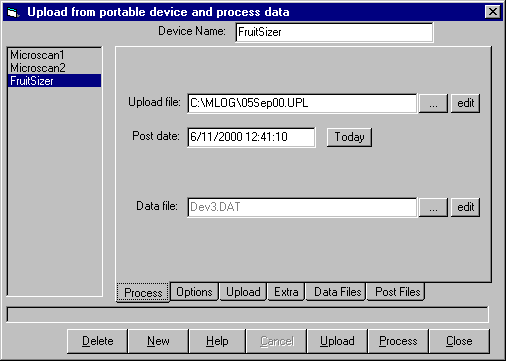 Upload from portable device and process data
Device Name: FruitSizer
Microscan1
Microscan2
FruitSizer
Upload file: C:\MLOG\05Sep00.UPL ... edit
Post date: 6/11/2000 12:41:10 Today
Data file: Dev3.DAT ... edit
Process Options Upload Extra Data Files Post Files
Delete New Help Cancel Upload Process Close